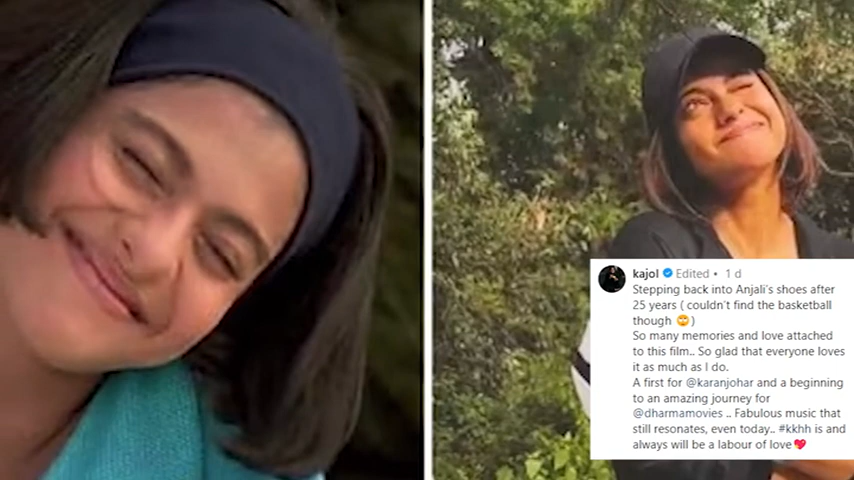 kajol Edited • 1 d
Stepping back into Anjali's shoes after
25 years ( couldn't find the basketball
though 🙄)
So many memories and love attached
to this film.. So glad that everyone loves
it as much as I do.
A first for @karanjohar and a beginning
to an amazing journey for
@dharmamovies .. Fabulous music that
still resonates, even today.. #kkhh is and
always will be a labour of love💖